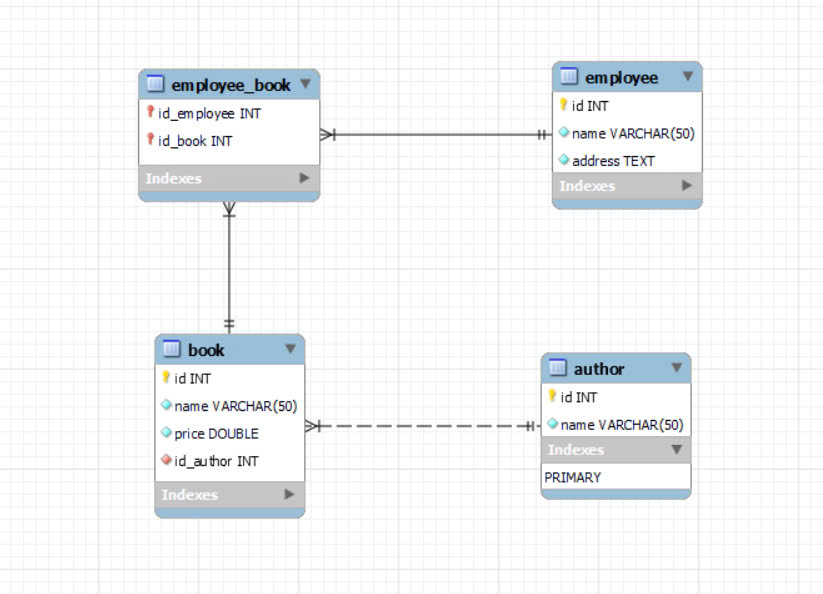 employee_book
id_employee INT
id_book INT
Indexes
employee
id INT
name VARCHAR(50)
address TEXT
Indexes
book
id INT
name VARCHAR(50)
price DOUBLE
id_author INT
Indexes
author
id INT
name VARCHAR(50)
Indexes
PRIMARY